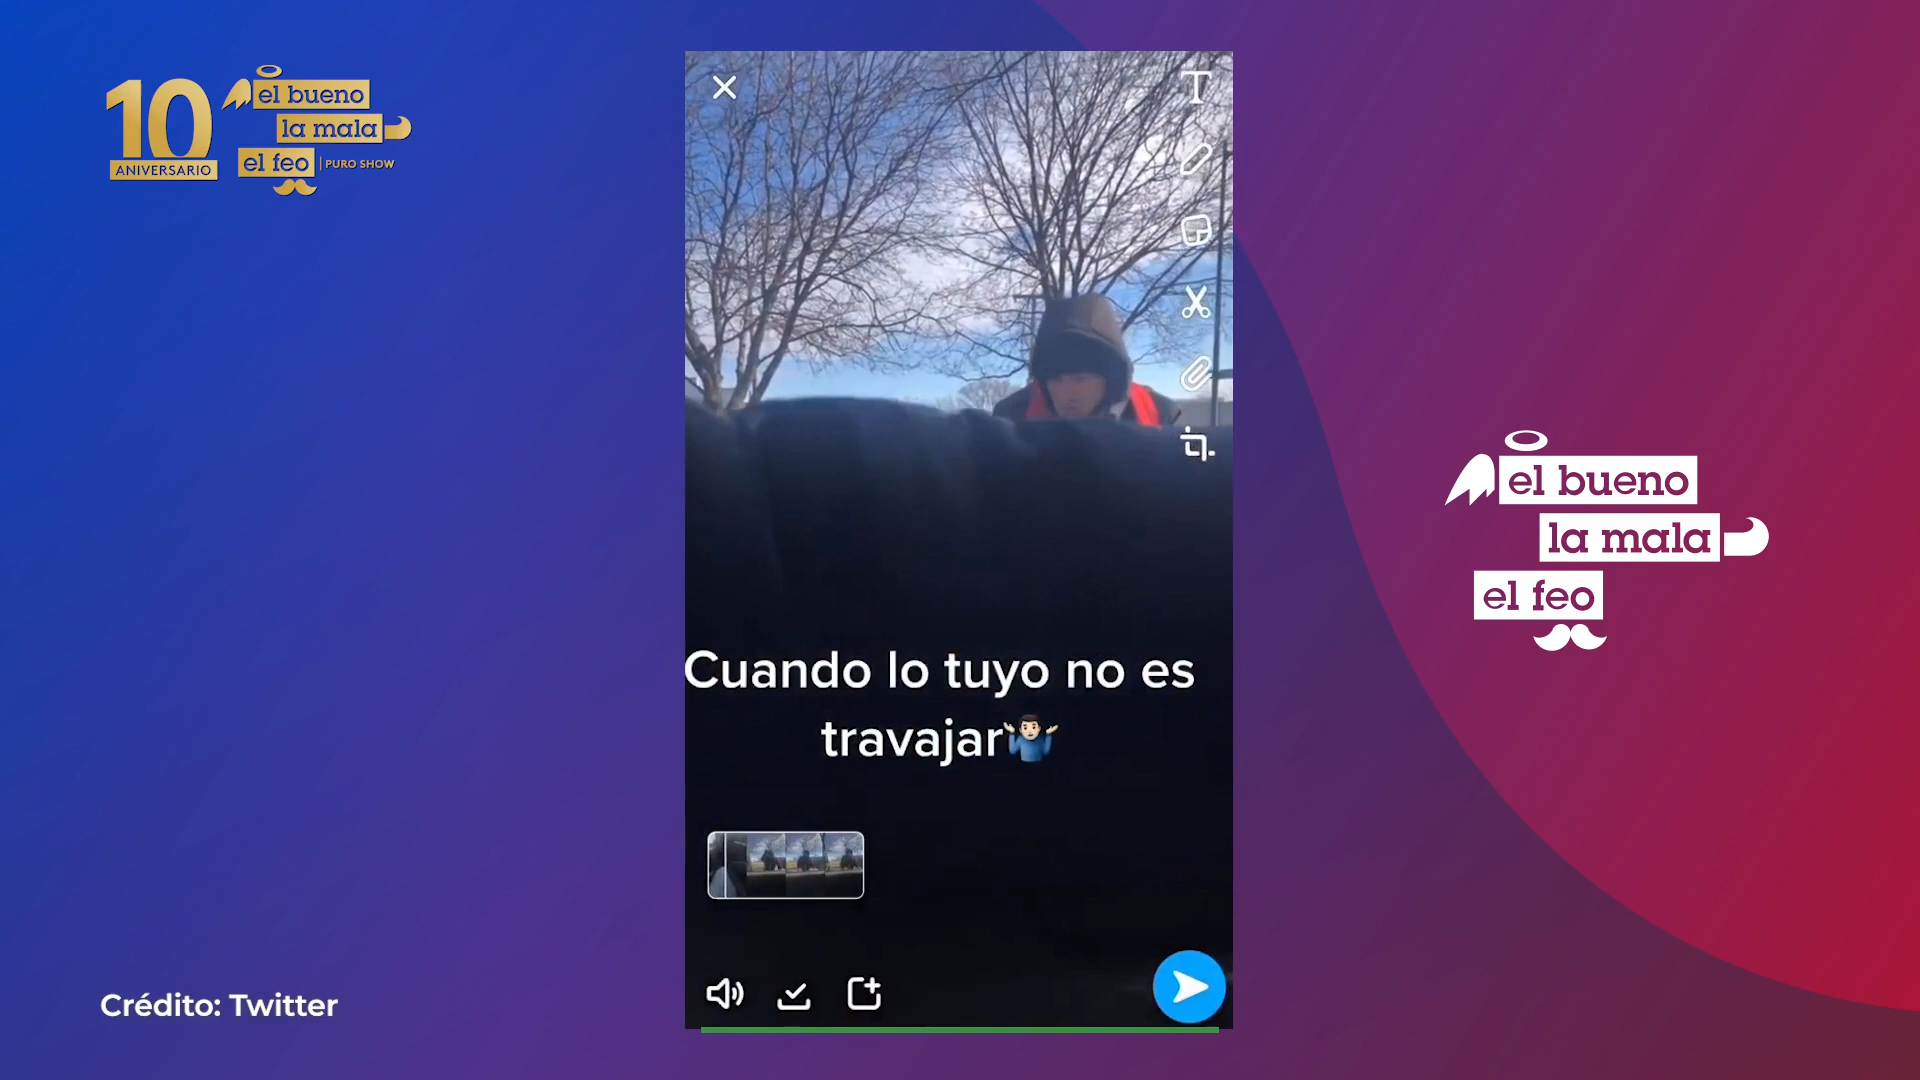 10
ANIVERSARIO
el bueno
la mala
el feo | PURO SHOW
T
Cuando lo tuyo no es
travajar🤷🏻‍♂️
el bueno
la mala
el feo
Crédito: Twitter